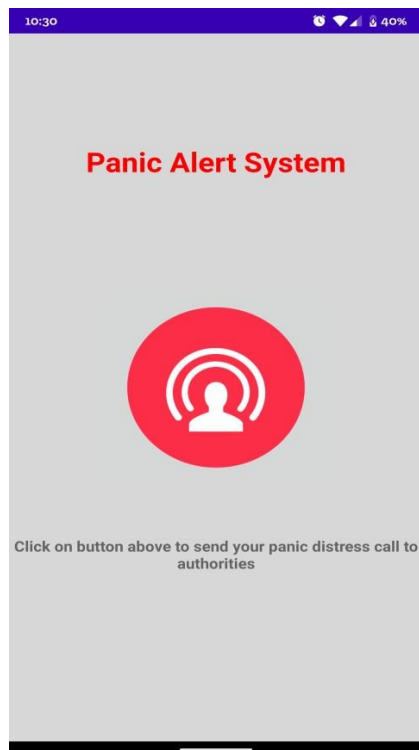 10:30 40%
Panic Alert System
Click on button above to send your panic distress call to
authorities